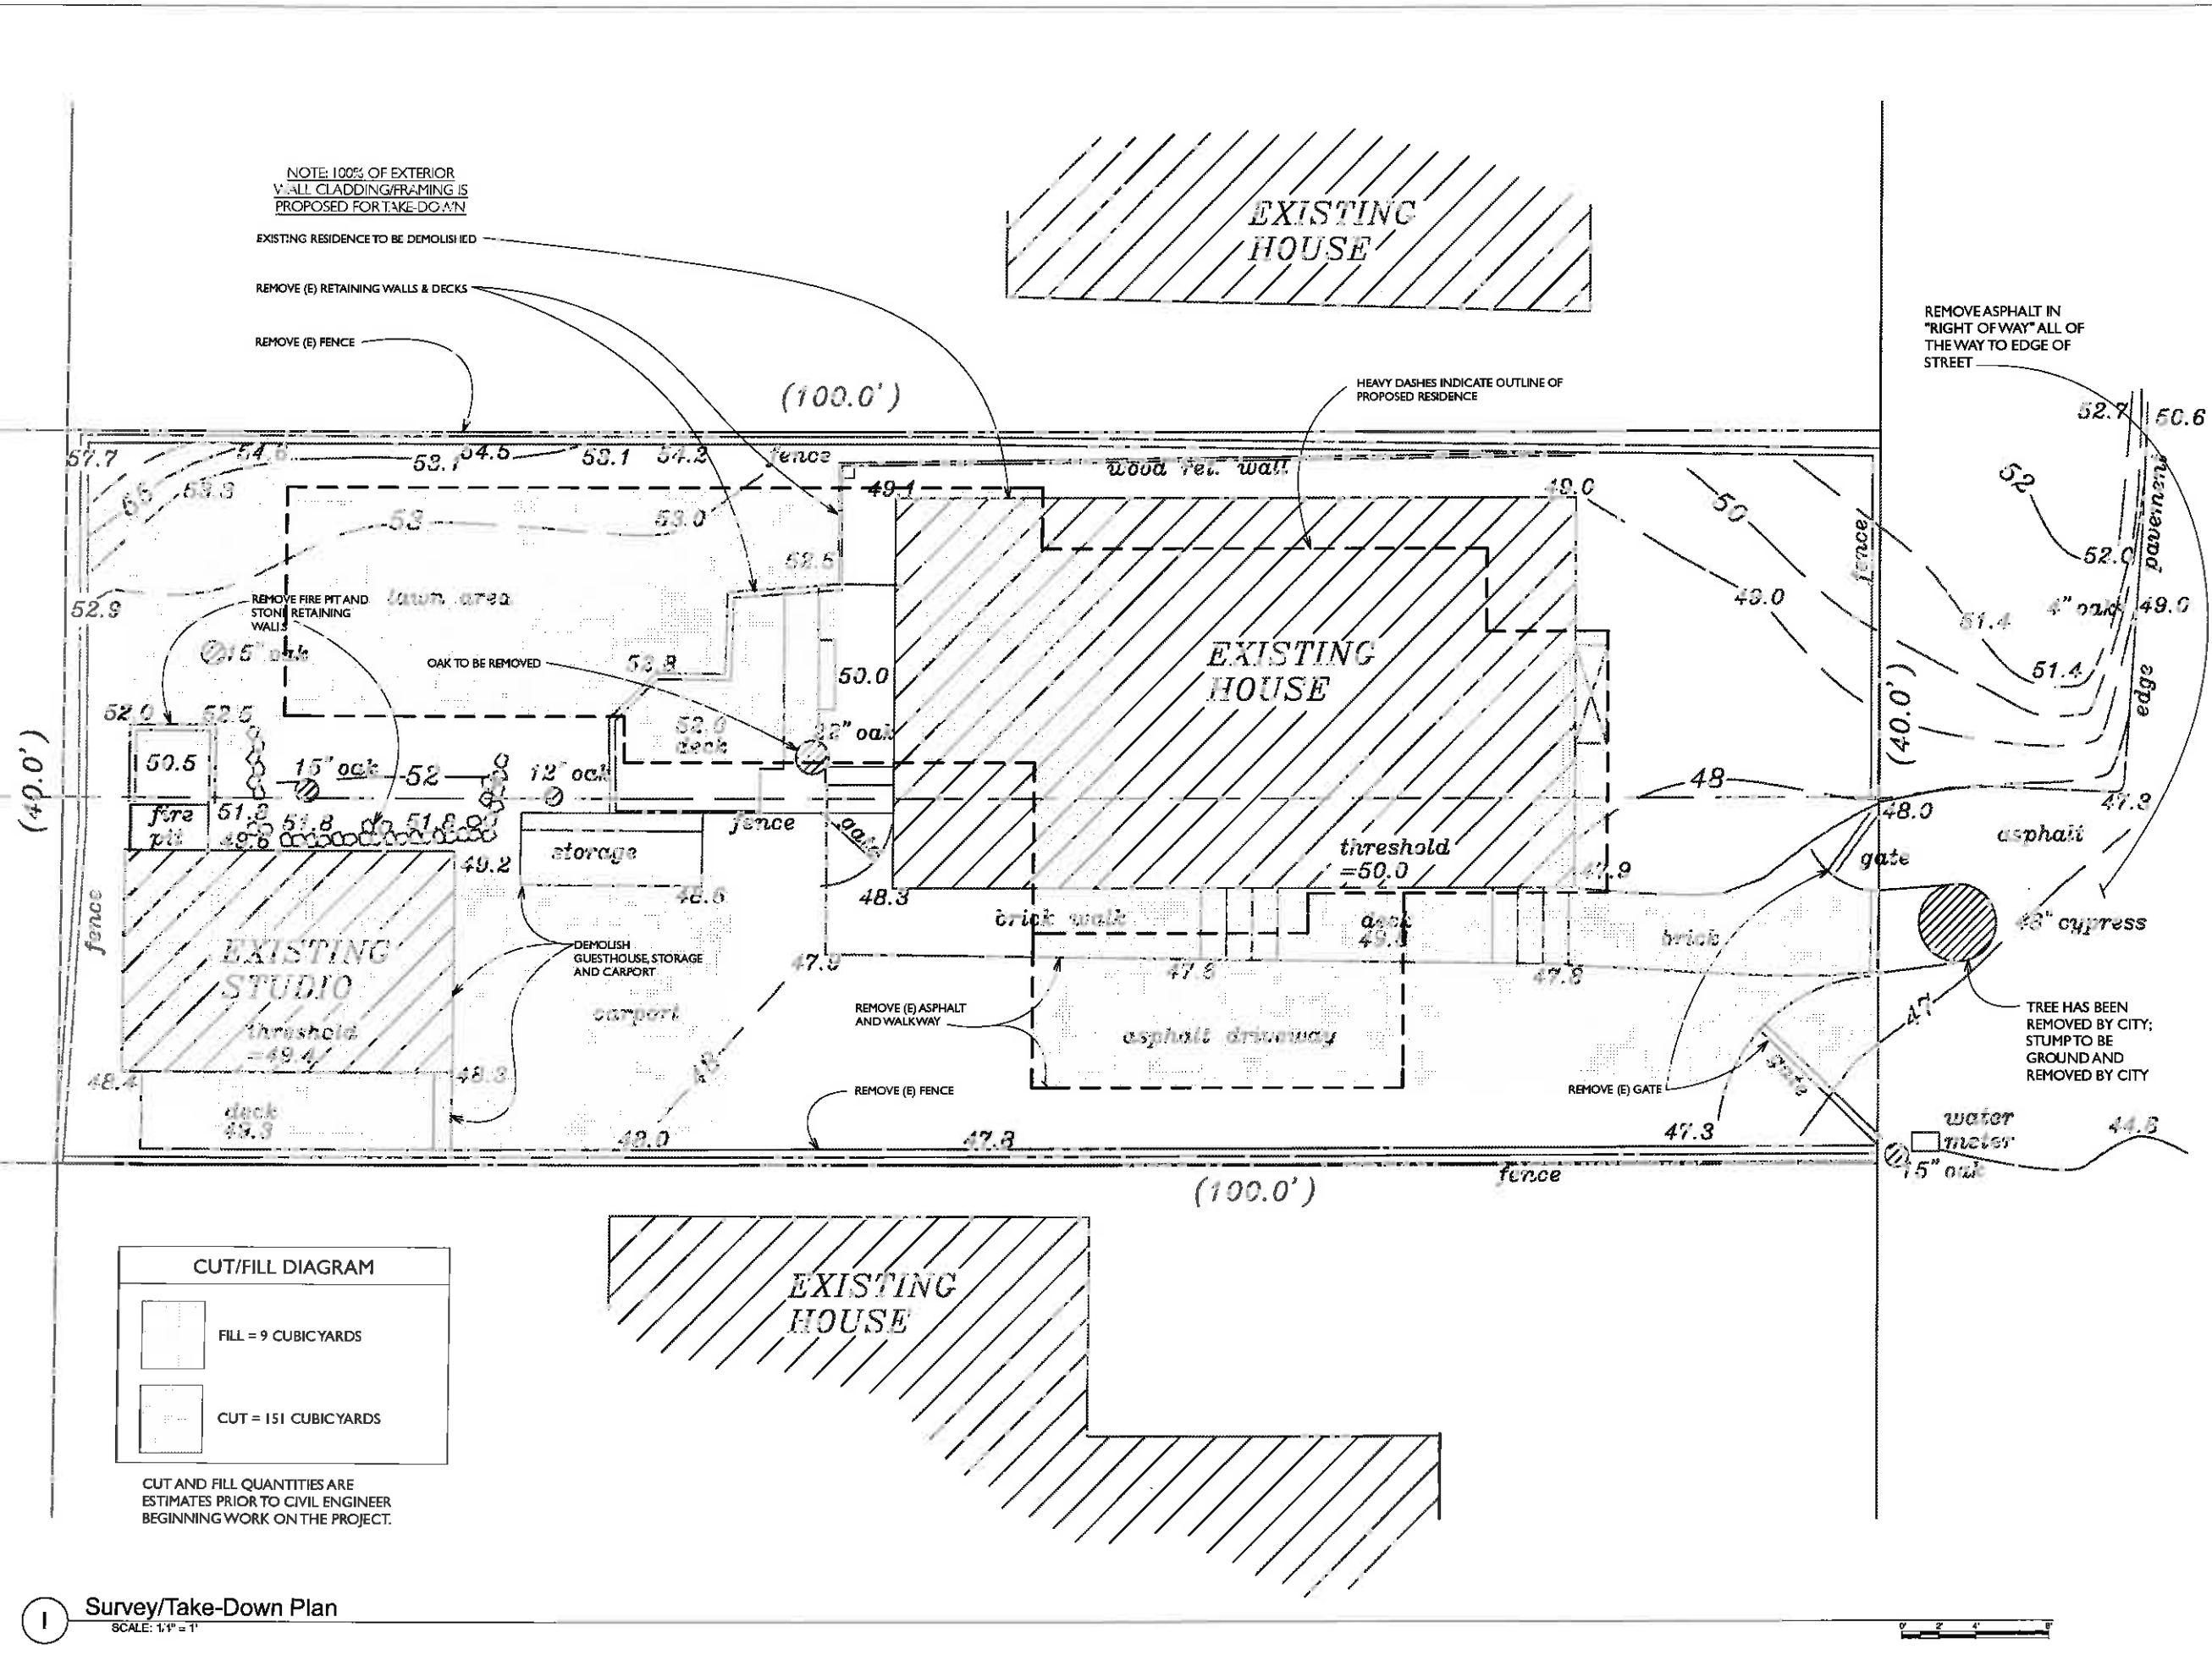 NOTE: 100% OF EXTERIOR
WALL CLADDING/FRAMING IS
PROPOSED FOR TAKE-DOWN
EXISTING RESIDENCE TO BE DEMOLISHED
REMOVE (E) RETAINING WALLS & DECKS
REMOVE (E) FENCE
EXISTING
HOUSE
REMOVE ASPHALT IN
"RIGHT OF WAY" ALL OF
THE WAY TO EDGE OF
STREET
HEAVY DASHES INDICATE OUTLINE OF
PROPOSED RESIDENCE
(100.0')
52.7
50.6
57.7
54.6
53.1
54.5
53.1
54.2
fence
wood ret. wall
55
53.3
49.1
49.0
50
52
53
53.0
fence
pavement
52.5
52.0
52.9
REMOVE FIRE PIT AND
STONE RETAINING
WALLS
lawn area
49.0
51.4
4" oak
49.0
15" oak
OAK TO BE REMOVED
50.0
EXISTING
HOUSE
51.4
edge
(40.0')
52.0
52.5
52.0
deck
50.5
15" oak
52
12" oak
48
(40.0')
47.3
fire
pit
51.8
51.8
49.6
fence
gate
48.0
asphalt
storage
49.2
threshold
=50.0
47.9
gate
48.3
brick walk
deck
brick
48" cypress
fence
EXISTING
STUDIO
threshold
=49.4
DEMOLISH
GUESTHOUSE, STORAGE
AND CARPORT
47.9
47.8
47.8
carport
REMOVE (E) ASPHALT
AND WALKWAY
asphalt driveway
47
TREE HAS BEEN
REMOVED BY CITY;
STUMP TO BE
GROUND AND
REMOVED BY CITY
48.4
48.3
48
REMOVE (E) FENCE
REMOVE (E) GATE
gate
deck
49.3
48.0
47.8
47.3
water
meter
15" oak
fence
(100.0')
EXISTING
HOUSE
CUT/FILL DIAGRAM
FILL = 9 CUBIC YARDS
CUT = 151 CUBIC YARDS
CUT AND FILL QUANTITIES ARE
ESTIMATES PRIOR TO CIVIL ENGINEER
BEGINNING WORK ON THE PROJECT.
1
Survey/Take-Down Plan
0' 2' 4' 8'